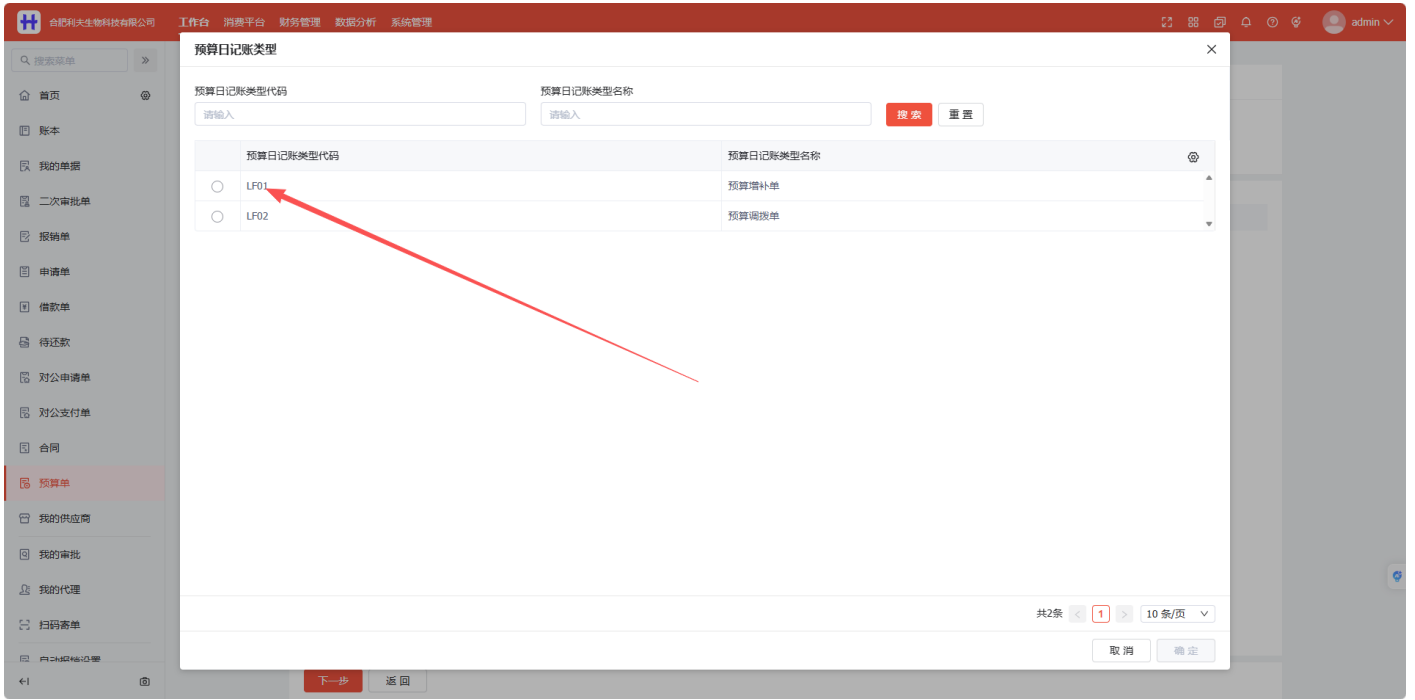 合肥利夫生物科技有限公司 工作台 消费平台 财务管理 数据分析 系统管理 admin
搜索菜单
首页
账本
我的单据
二次审批单
报销单
申请单
借款单
待还款
对公申请单
对公支付单
合同
预算单
我的供应商
我的审批
我的代理
扫码寄单
自动报销设置
预算日记账类型
预算日记账类型代码 预算日记账类型名称
请输入 请输入 搜索 重置
预算日记账类型代码 预算日记账类型名称
LF01 预算增补单
LF02 预算调拨单
共2条 < 1 > 10 条/页
取消 确定
下一步 返回